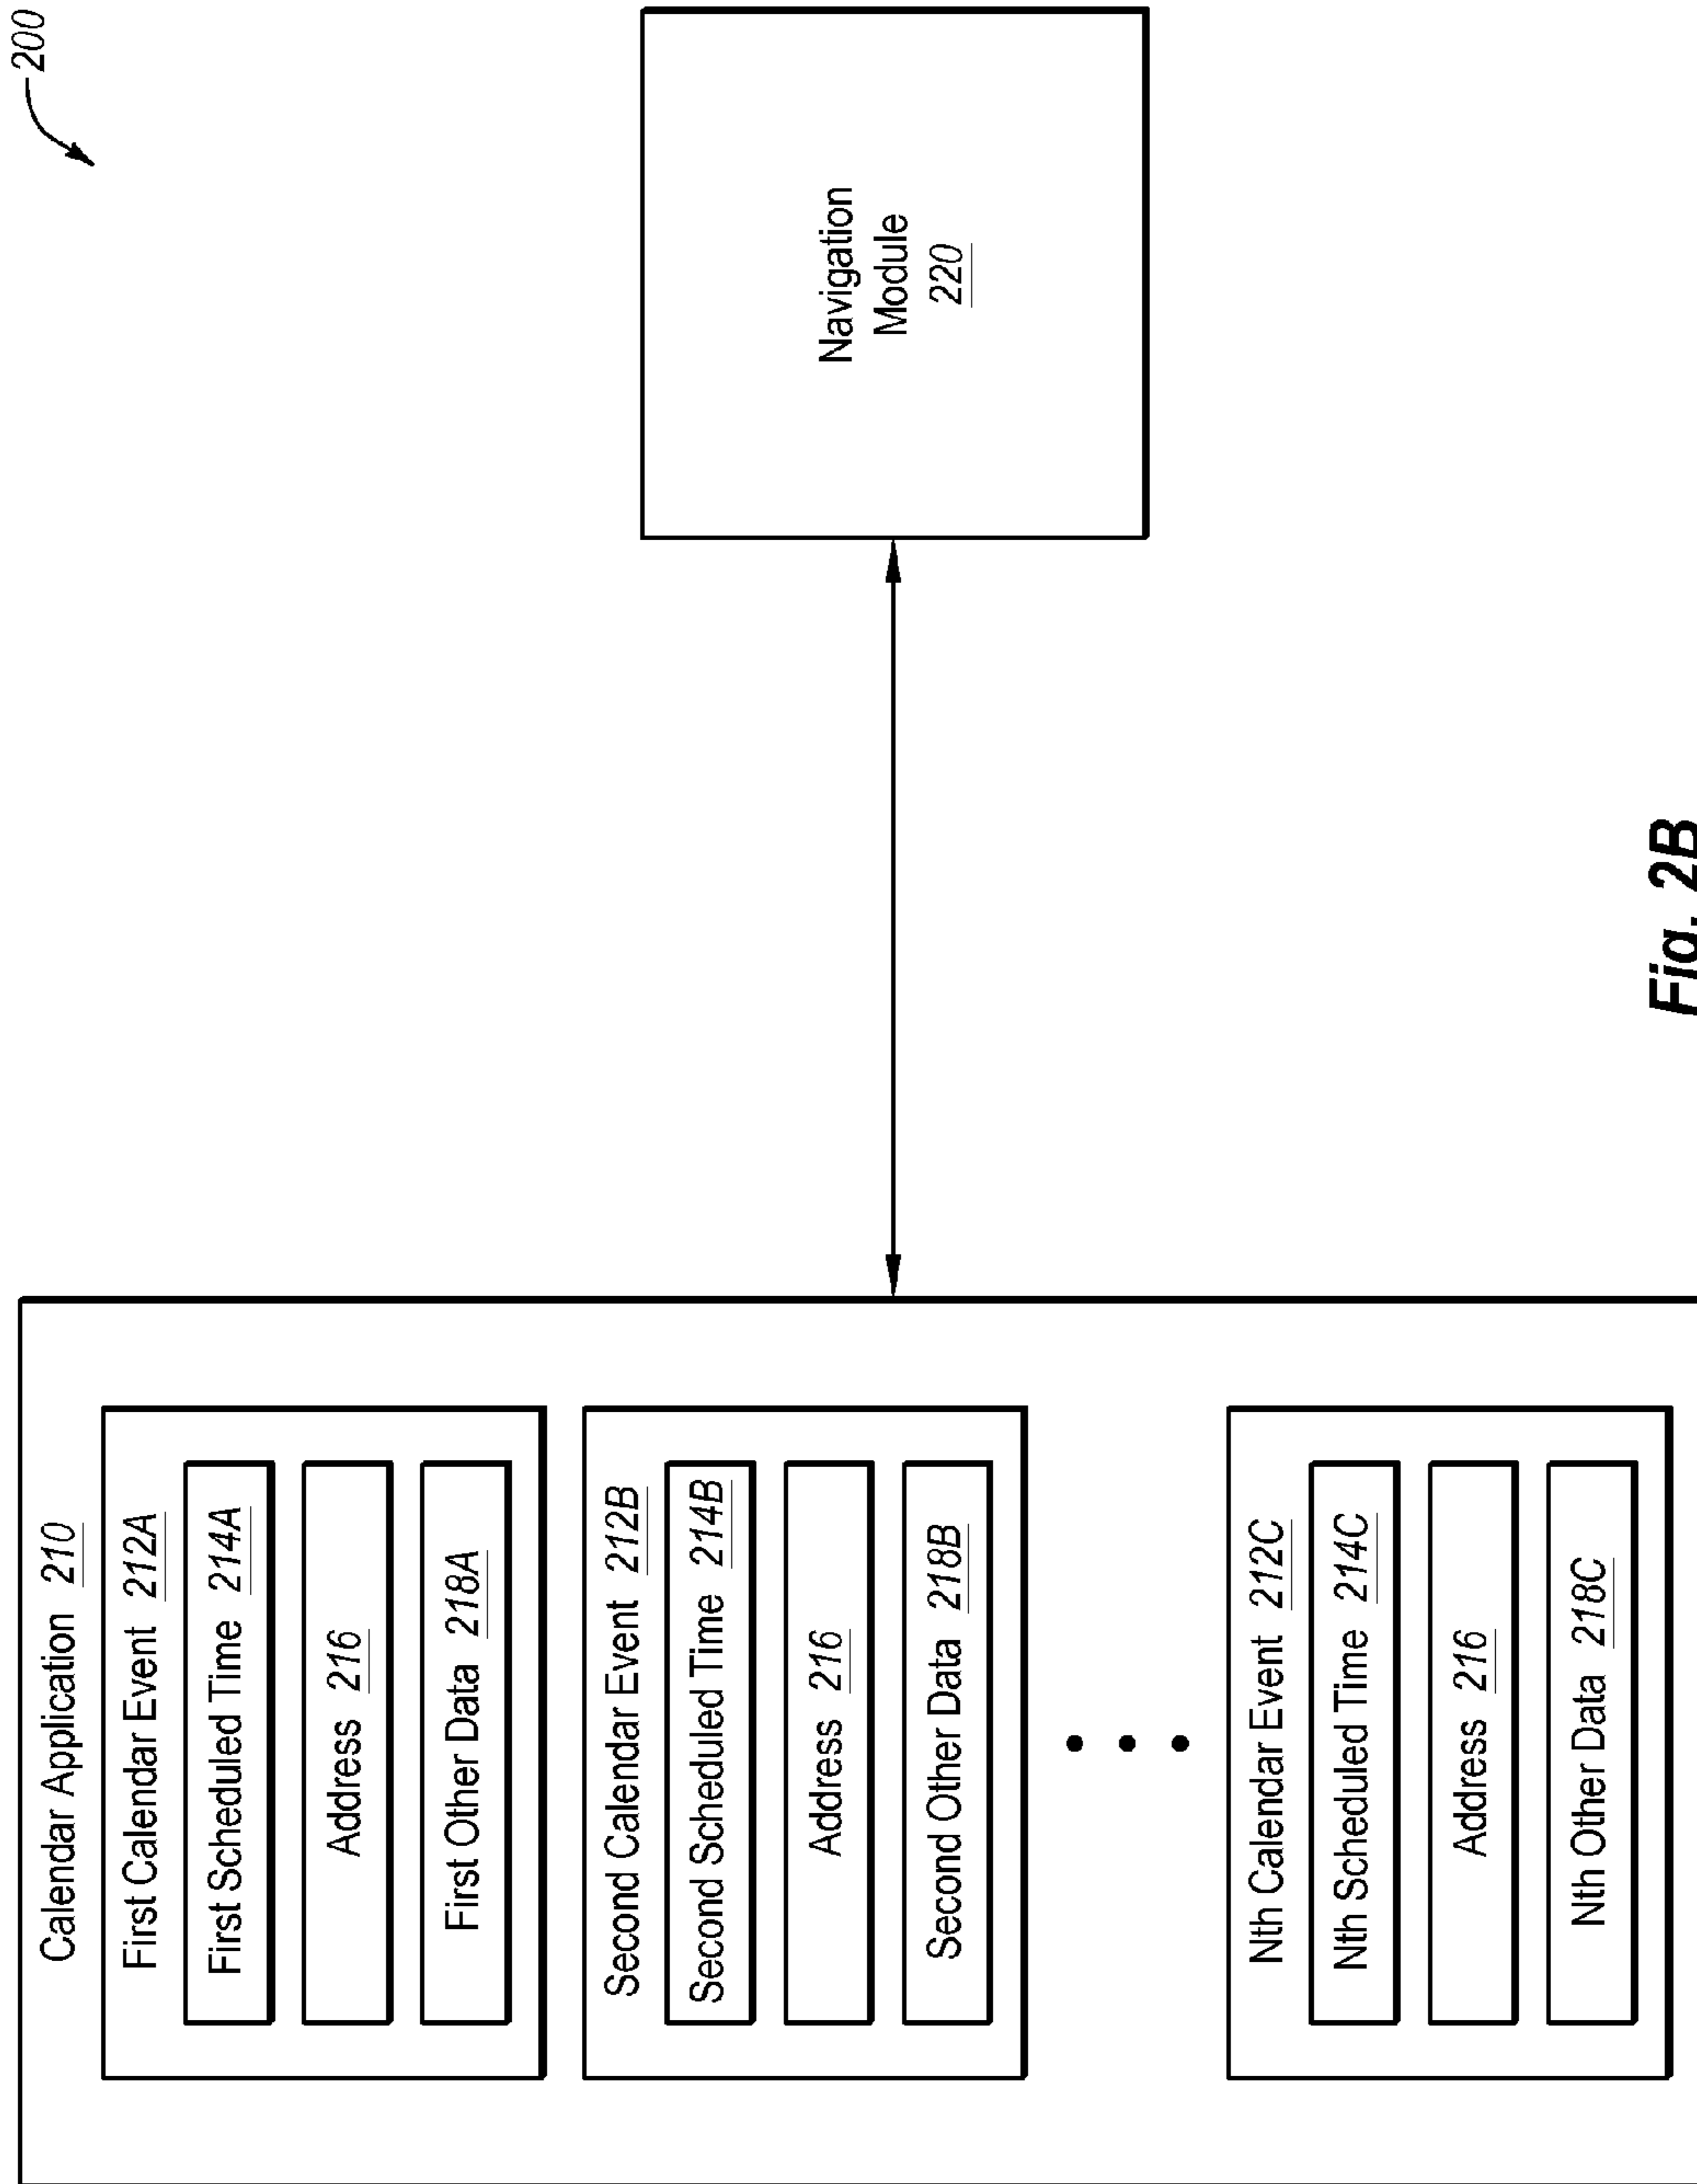 200
Calendar Application 210
First Calendar Event 212A
First Scheduled Time 214A
Address 216
First Other Data 218A
Second Calendar Event 212B
Second Scheduled Time 214B
Address 216
Second Other Data 218B
Nth Calendar Event 212C
Nth Scheduled Time 214C
Address 216
Nth Other Data 218C
Navigation
Module
220
Fig. 2B